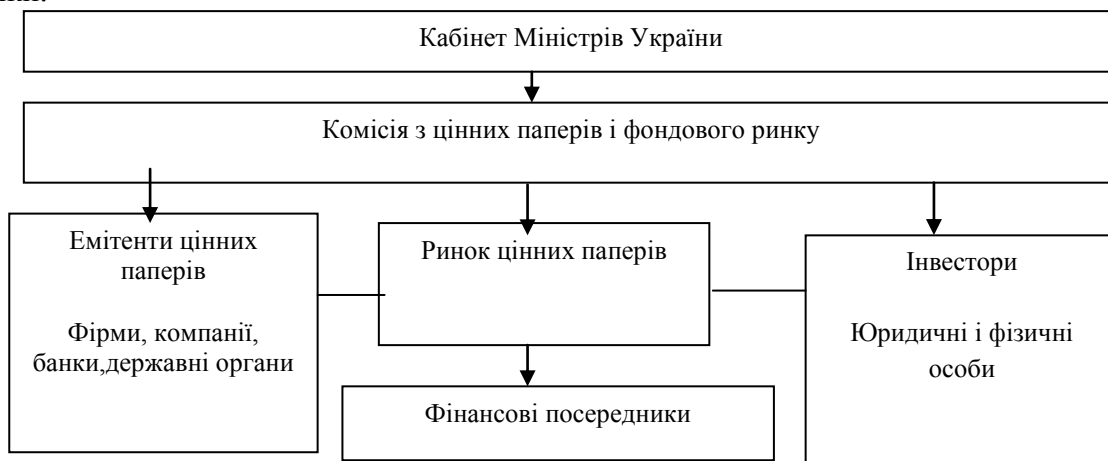 Кабінет Міністрів України
Комісія з цінних паперів і фондового ринку
Емітенти цінних
паперів
Фірми, компанії,
банки,державні органи
Ринок цінних паперів
Інвестори
Юридичні і фізичні
особи
Фінансові посередники